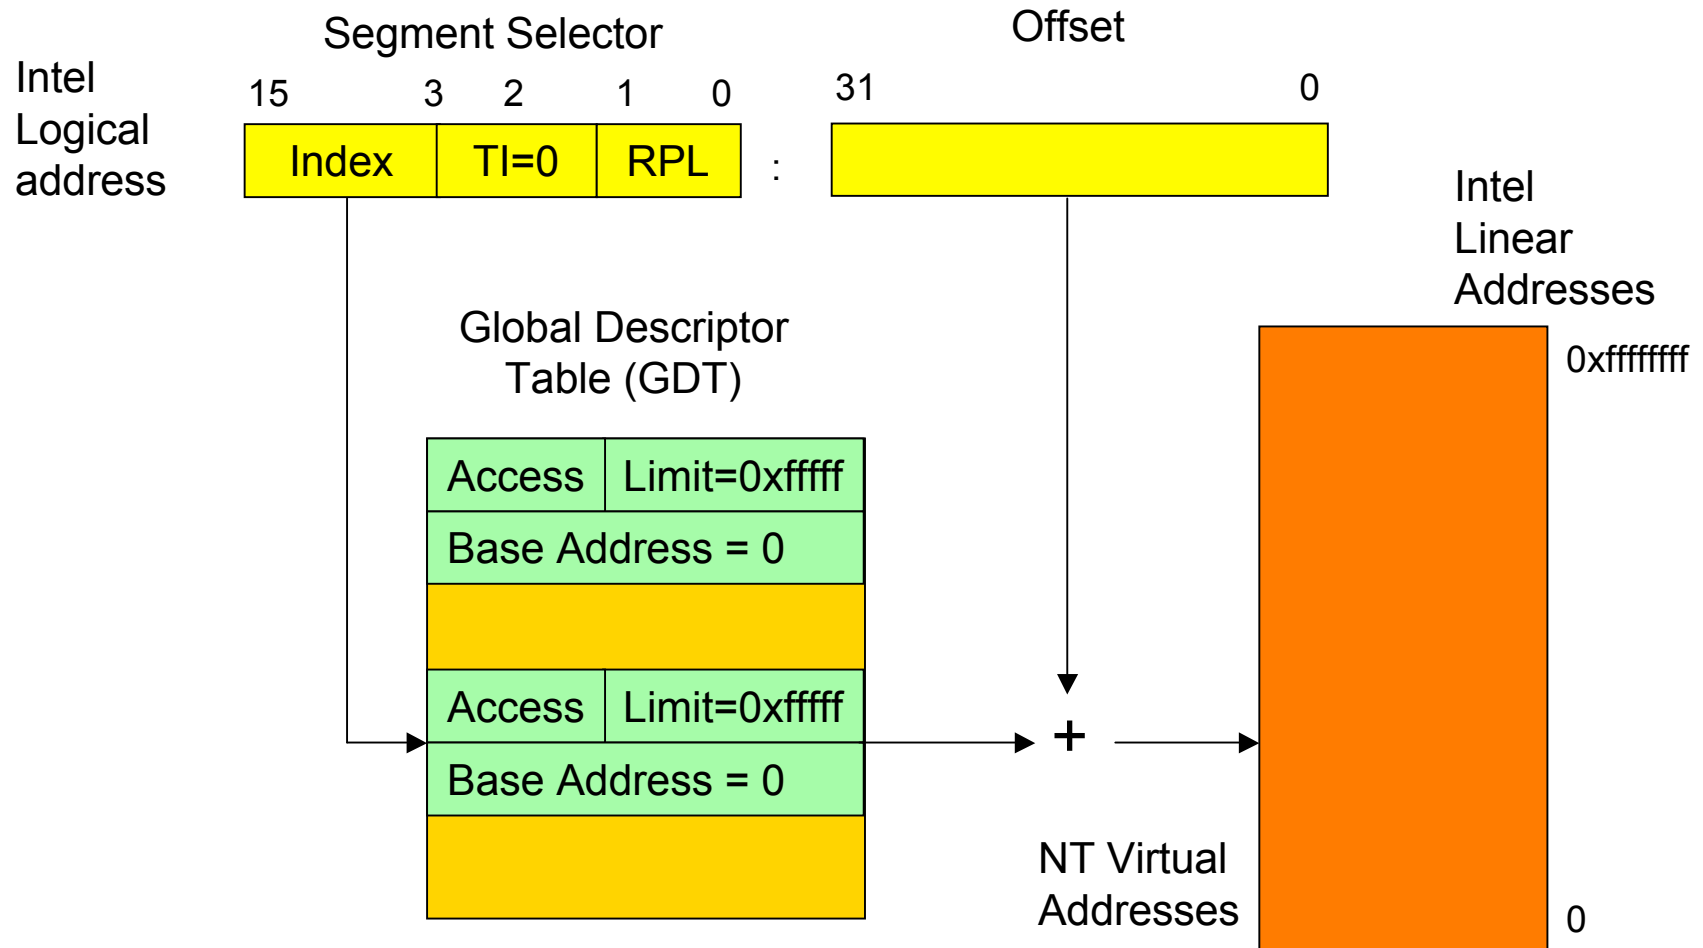 Segment Selector
Offset
Intel
Logical
address
15 3 2 1 0
31 0
Index TI=0 RPL :
Intel
Linear
Addresses
Global Descriptor
Table (GDT)
0xffffffff
Access Limit=0xfffff
Base Address = 0
Access Limit=0xfffff
+
Base Address = 0
NT Virtual
Addresses
0